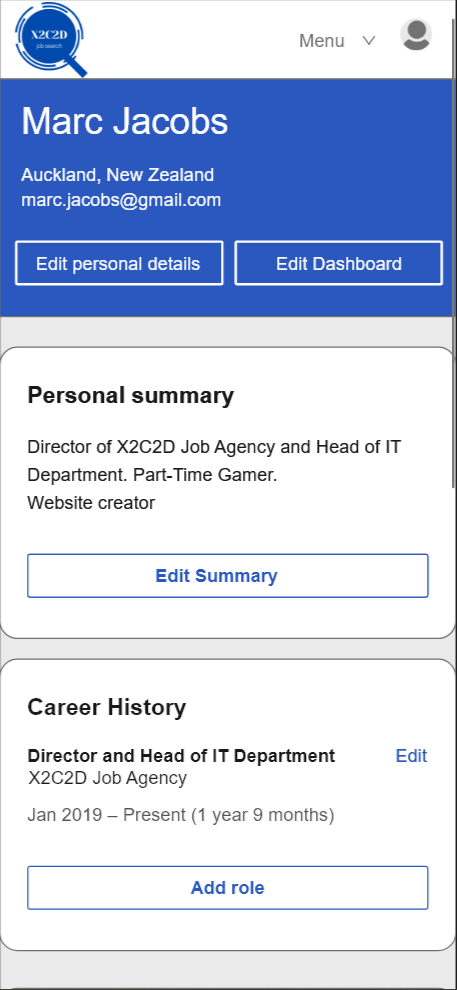 X2C2D
job search
Menu
Marc Jacobs
Auckland, New Zealand
marc.jacobs@gmail.com
Edit personal details
Edit Dashboard
Personal summary
Director of X2C2D Job Agency and Head of IT
Department. Part-Time Gamer.
Website creator
Edit Summary
Career History
Director and Head of IT Department
Edit
X2C2D Job Agency
Jan 2019 – Present (1 year 9 months)
Add role